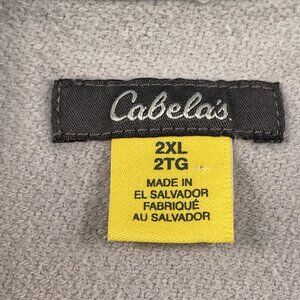 Cabela's
2XL
2TG
MADE IN
EL SALVADOR
FABRIQUÉ
AU SALVADOR